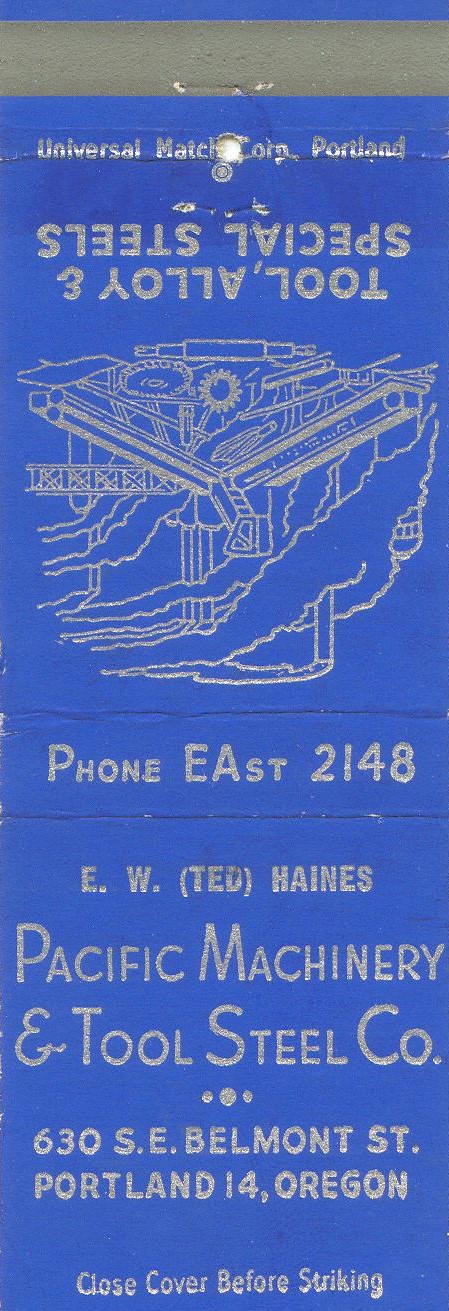 Universal Match Corp., Portland
TOOL, ALLOY &
SPECIAL STEELS
PHONE EAST 2148
E. W. (TED) HAINES
PACIFIC MACHINERY
& TOOL STEEL CO.
630 S.E. BELMONT ST.
PORTLAND 14, OREGON
Close Cover Before Striking